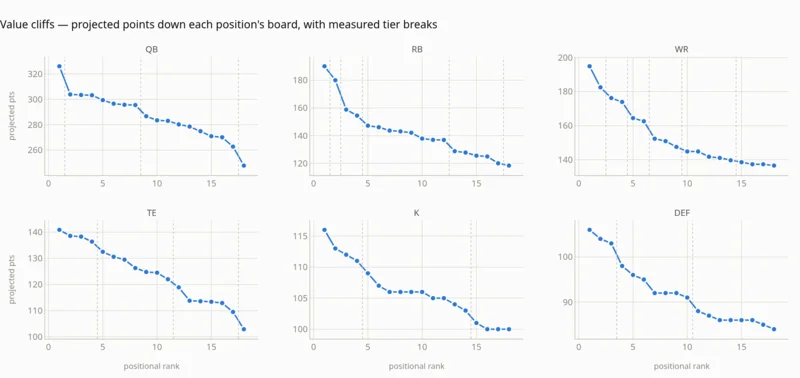 Value cliffs — projected points down each position's board, with measured tier breaks
QB
RB
WR
projected pts
320
300
280
260
0 5 10 15
180
160
140
120
0 5 10 15
200
180
160
140
0 5 10 15
TE
K
DEF
projected pts
140
130
120
110
100
0 5 10 15
positional rank
115
110
105
100
0 5 10 15
positional rank
100
90
0 5 10 15
positional rank